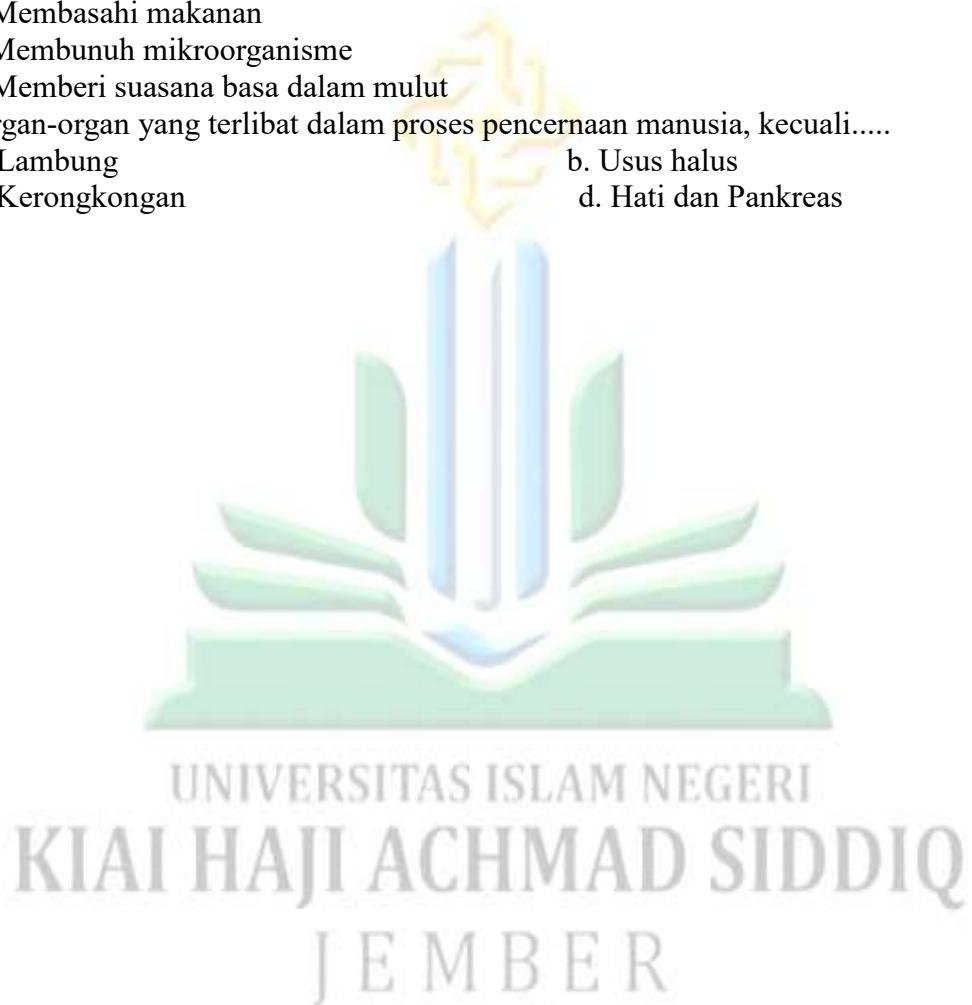 Membasahi makanan
Membunuh mikroorganisme
Memberi suasana basa dalam mulut
rgan-organ yang terlibat dalam proses pencernaan manusia, kecuali.....
Lambung b. Usus halus
Kerongkongan d. Hati dan Pankreas
UNIVERSITAS ISLAM NEGERI
KIAI HAJI ACHMAD SIDDIQ
JEMBER